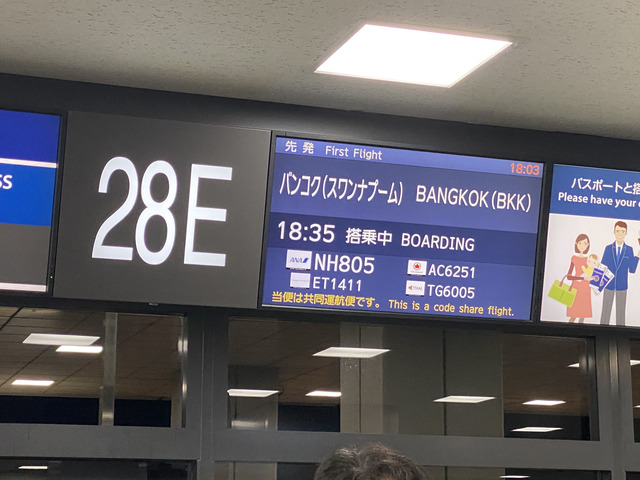 SS
28E
先発 First Flight
18:03
バンコク(スワンナプーム) BANGKOK(BKK)
18:35 搭乗中 BOARDING
ANA NH805 AC6251
ET1411 TG6005
当便は共同運航便です。 This is a code share flight.
パスポートと搭
Please have your